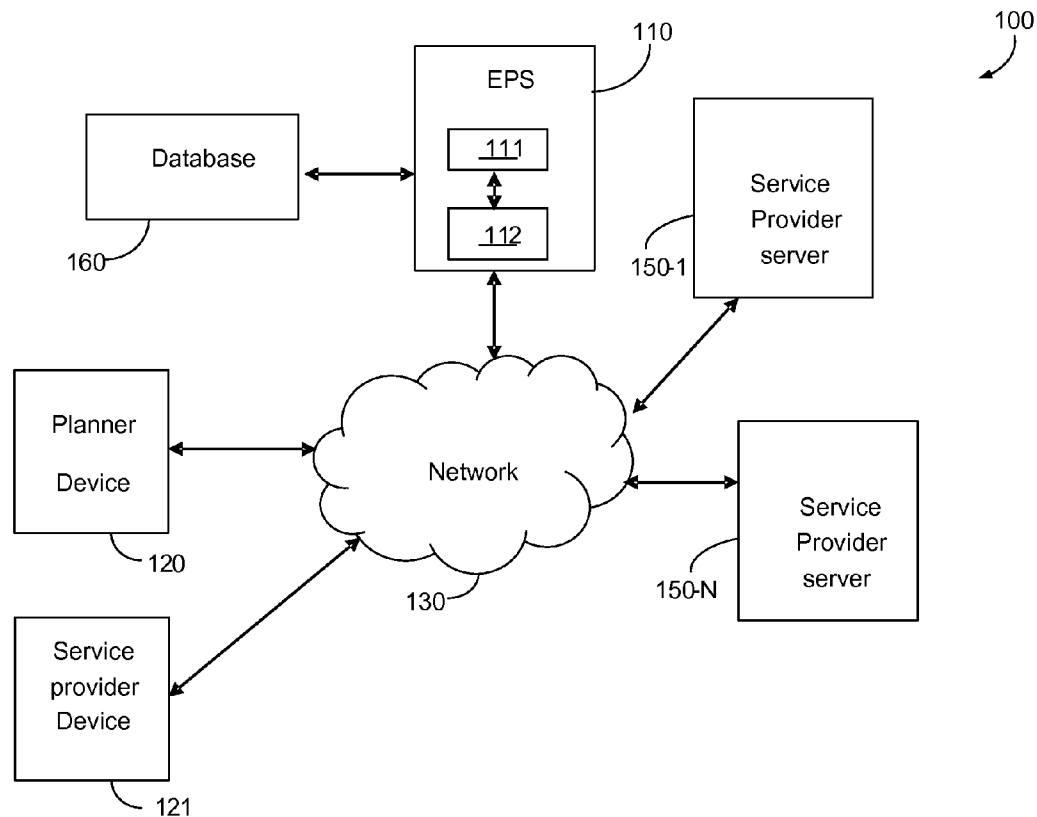 100
110
EPS
111
112
Database
160
Service
Provider
server
150-1
Planner
Device
120
Network
130
Service
Provider
server
150-N
Service
provider
Device
121